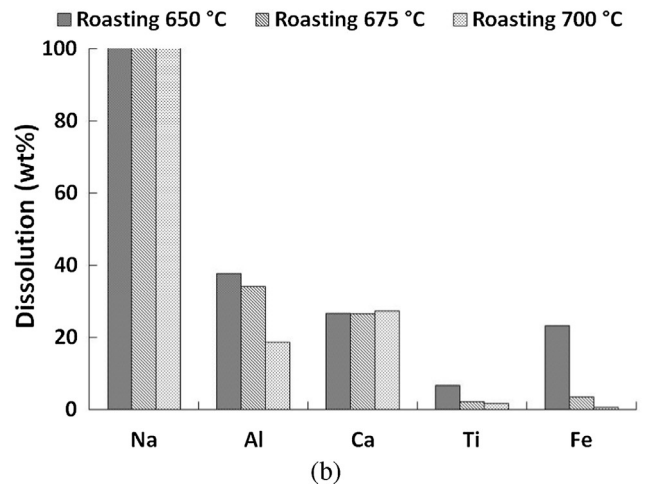 Roasting 650 °C Roasting 675 °C Roasting 700 °C
100
80
60
40
20
0
Dissolution (wt%)
Na Al Ca Ti Fe
(b)